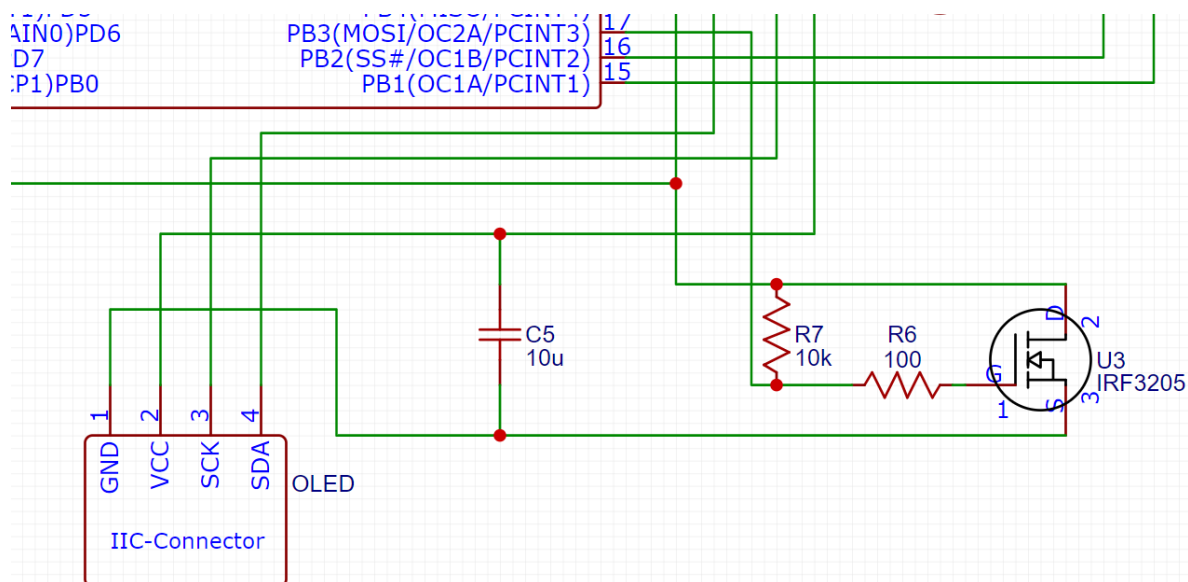 17
AIN0)PD6
PB3(MOSI/OC2A/PCINT3)
16
D7
PB2(SS#/OC1B/PCINT2)
15
PB1(OC1A/PCINT1)
CP1)PB0
C5
10u
R7
10k
R6
100
D
2
U3
IRF3205
G
1
S
3
1
2
3
4
GND
VCC
SCK
SDA
OLED
IIC-Connector